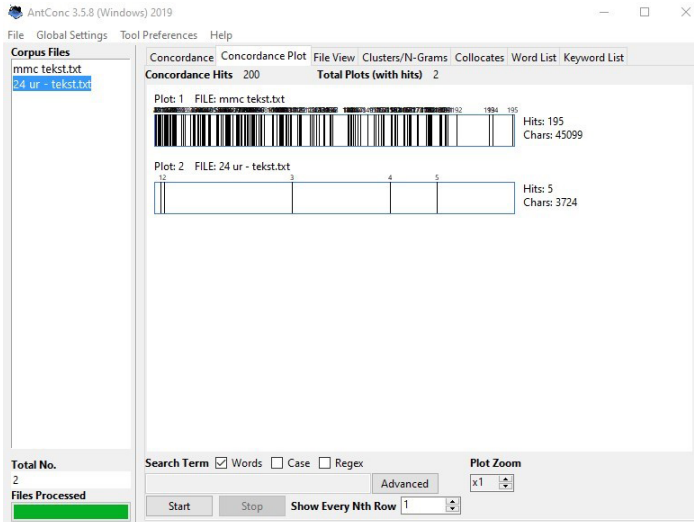 AntConc 3.5.8 (Windows) 2019
File Global Settings Tool Preferences Help
Corpus Files
mmc tekst.txt
24 ur - tekst.txt
Concordance Concordance Plot File View Clusters/N-Grams Collocates Word List Keyword List
Concordance Hits 200 Total Plots (with hits) 2
Plot: 1 FILE: mmc tekst.txt
192 194 195
Hits: 195
Chars: 45099
Plot: 2 FILE: 24 ur - tekst.txt
1 2 3 4 5
Hits: 5
Chars: 3724
Total No.
2
Files Processed
Search Term Words Case Regex
Advanced
Start Stop Show Every Nth Row 1
Plot Zoom
x1